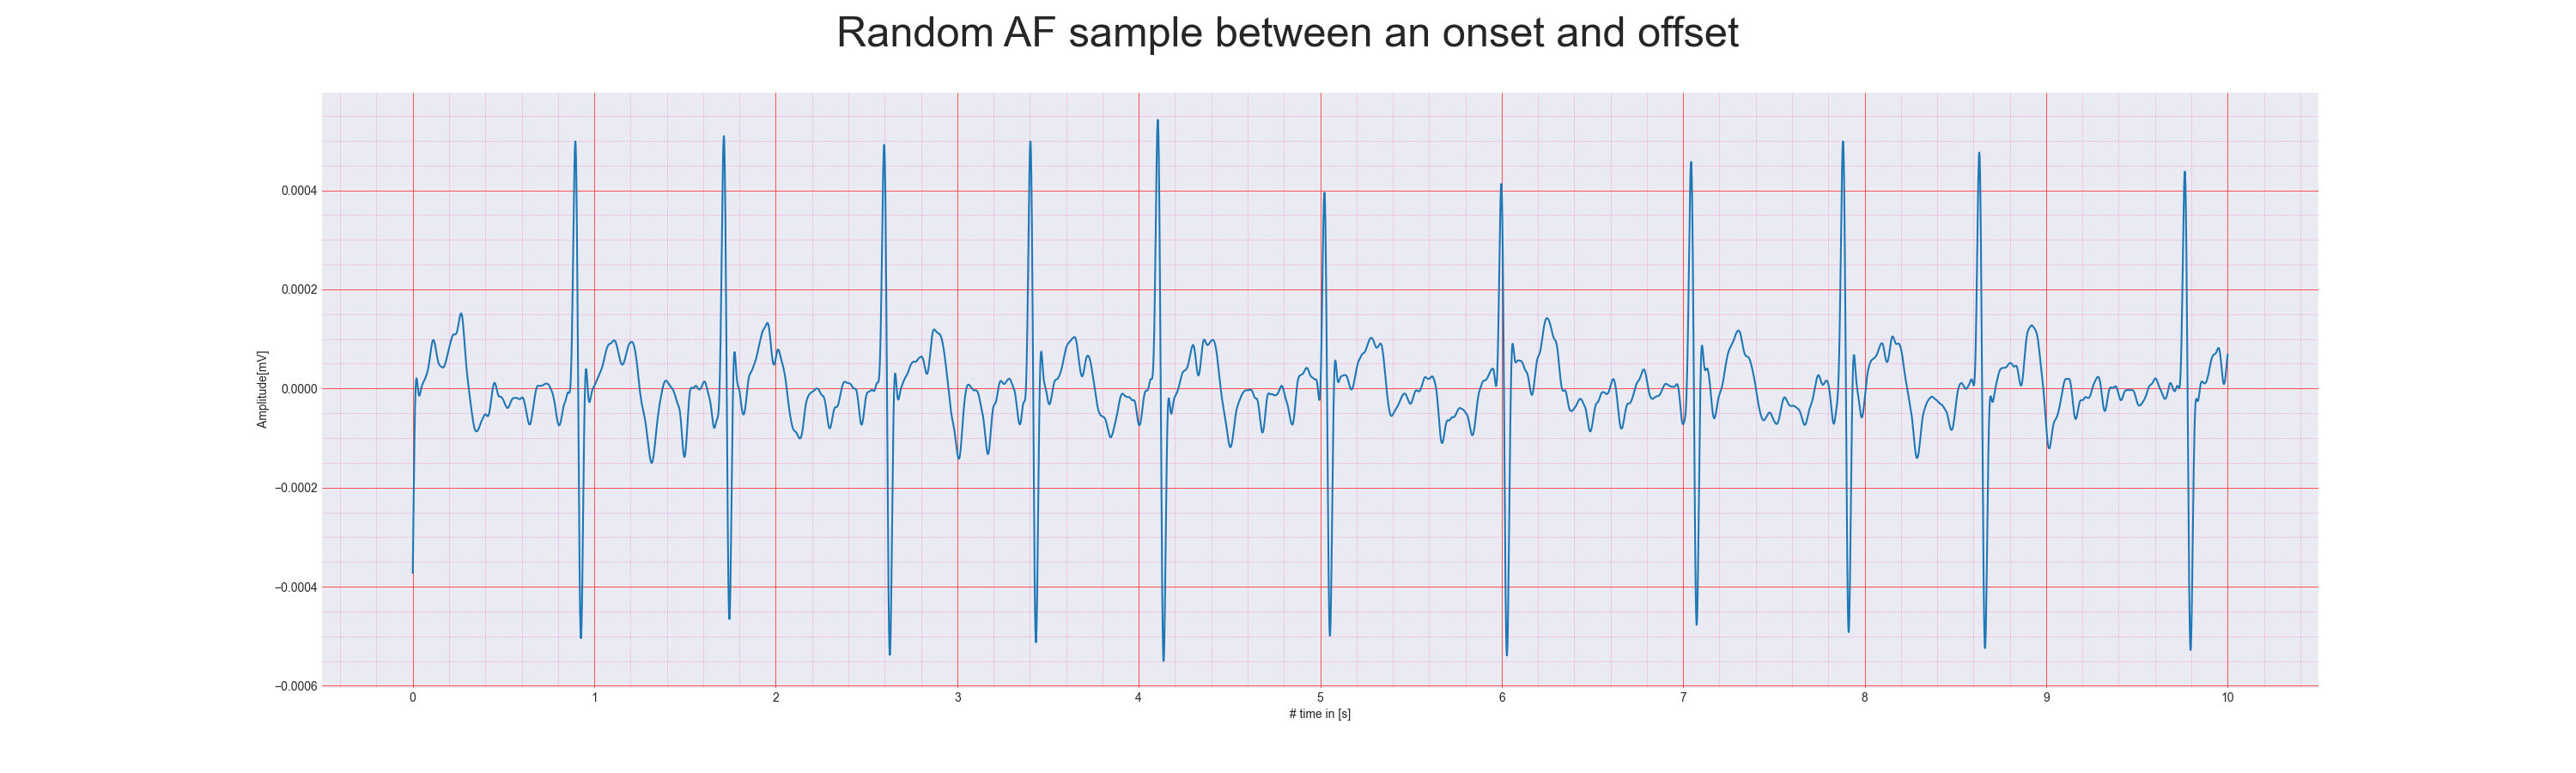 Random AF sample between an onset and offset
0.0004
0.0002
0.0000
−0.0002
−0.0004
−0.0006
Amplitude[mV]
0 1 2 3 4 5 6 7 8 9 10
# time in [s]